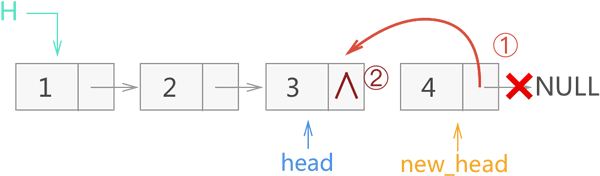 H
①
1 2 3 ∧ ② 4 NULL
head new_head